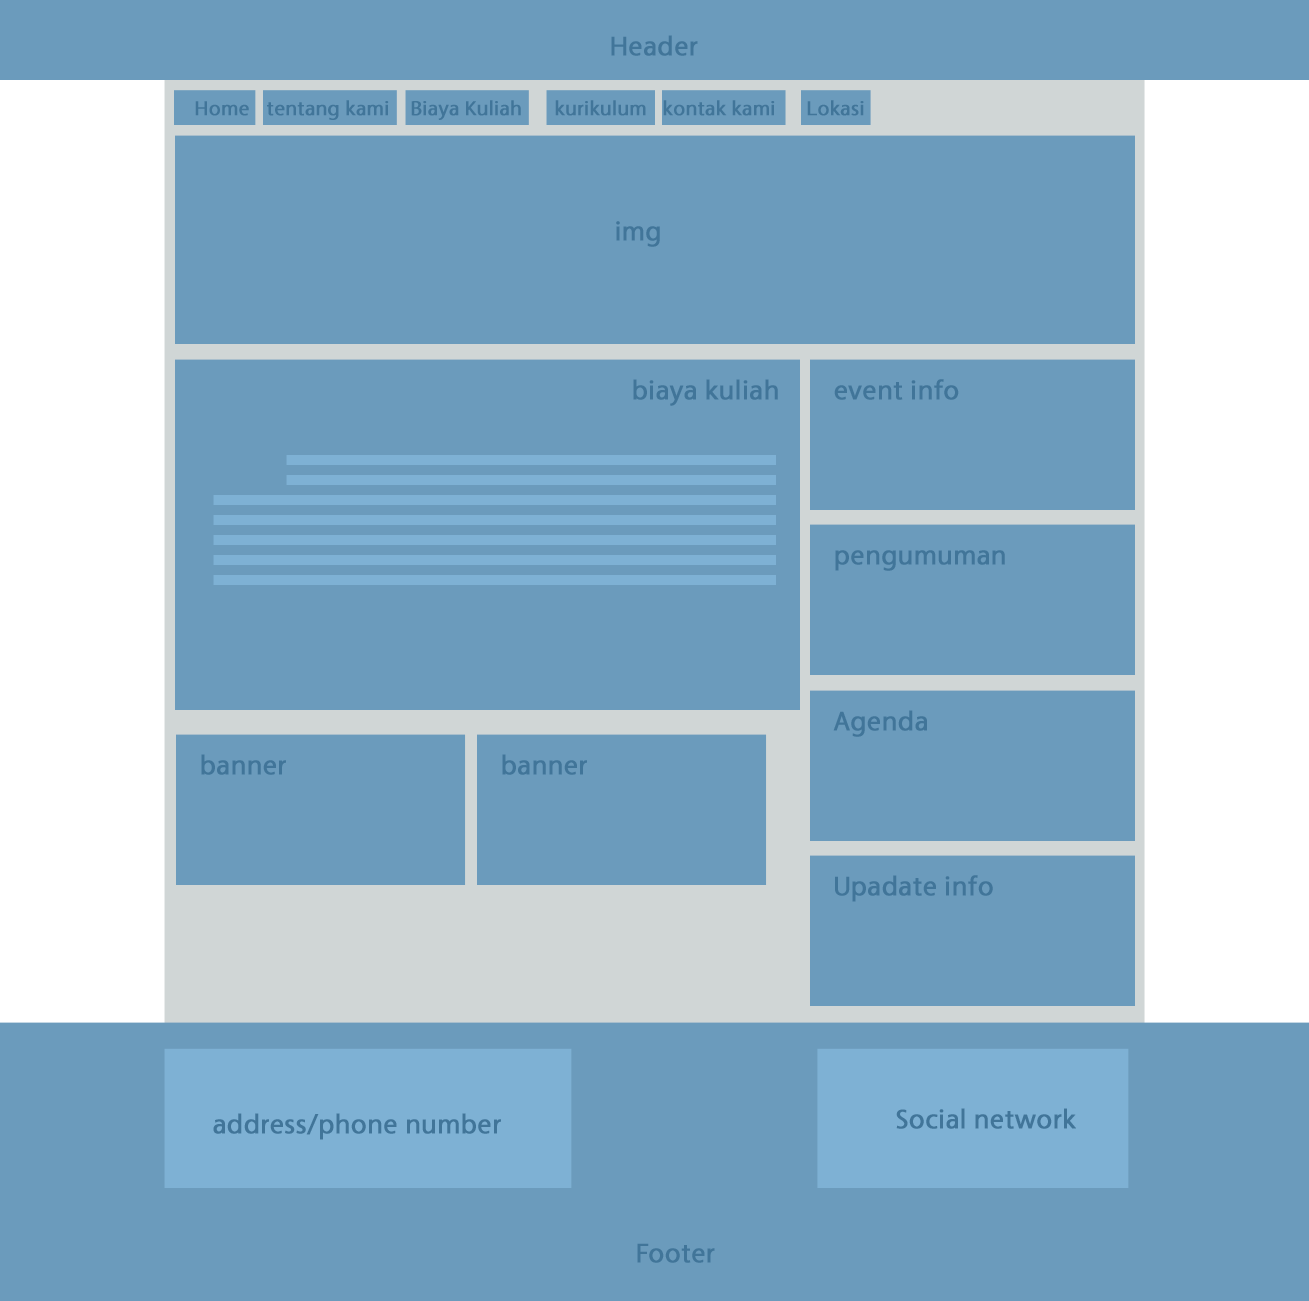 Header
Home
tentang kami
Biaya Kuliah
kurikulum
kontak kami
Lokasi
img
biaya kuliah
event info
pengumuman
Agenda
Upadate info
banner
banner
address/phone number
Social network
Footer